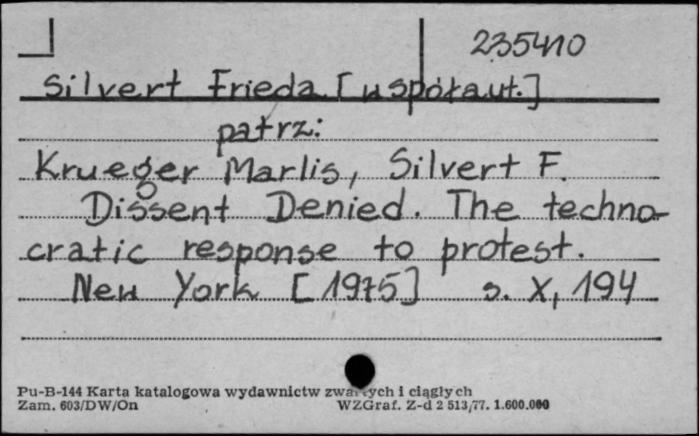 235410
Silvert Frieda [współaut.]
patrz:
Krueger Marlis, Silvert F.
Dissent Denied. The techno-
cratic response to protest.
New York [1975] s. X, 194
Pu-B-144 Karta katalogowa wydawnictw zwartych i ciągłych
Zam. 603/DW/On WZGraf. Z-d 2 513/77. 1.600.000